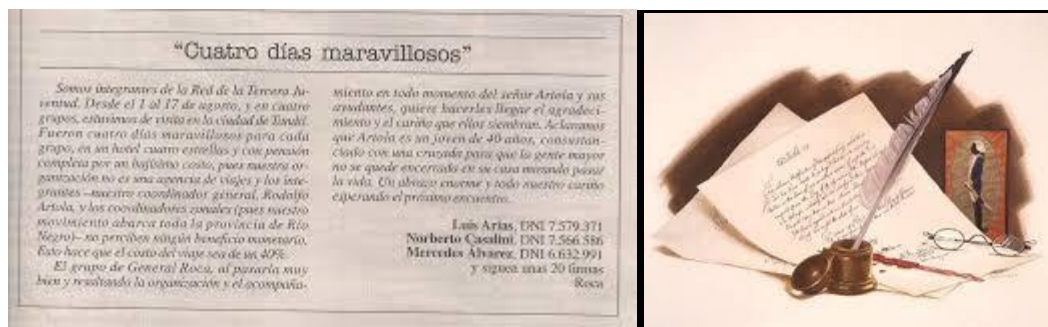 "Cuatro días maravillosos"
Somos integrantes de la Red de la Tercera Ju-
ventud. Desde el 1 al 17 de agosto, y en cuatro
grupos, estuvimos de visita en la ciudad de Tandil.
Fueron cuatro días maravillosos para cada
grupo, en un hotel cuatro estrellas y con pensión
completa por un bajísimo costo, pues nuestra or-
ganización no es una agencia de viajes y los inte-
grantes –nuestro coordinador general, Rodolfo
Artola, y los coordinadores zonales (pues nuestro
movimiento abarca toda la provincia de Río
Negro)– no perciben ningún beneficio monetario.
Esto hace que el costo del viaje sea de un 40%.
El grupo de General Roca, al pasarla muy
bien y resaltando la organización y el acompaña-
miento en todo momento del señor Artola y sus
ayudantes, quiere hacerles llegar el agradeci-
miento y el cariño que ellos siembran. Aclaramos
que Artola es un joven de 40 años, consustan-
ciado con una cruzada para que la gente mayor
no se quede encerrada en su casa mirando pasar
la vida. Un abrazo enorme y todo nuestro cariño
esperando el próximo encuentro.
Luis Arias, DNI 7.579.371
Norberto Casalini, DNI 7.566.586
Mercedes Alvarez, DNI 6.632.991
y siguen unas 20 firmas
Roca